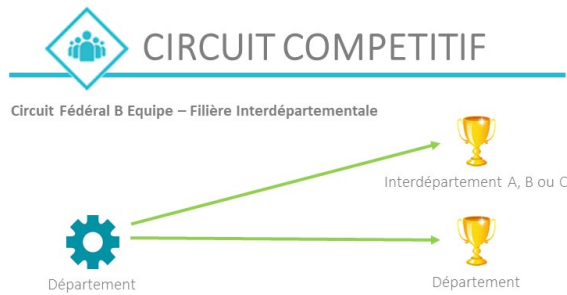 CIRCUIT COMPETITIF
Circuit Fédéral B Equipe – Filière Interdépartementale
Interdépartement A, B ou C
Département
Département